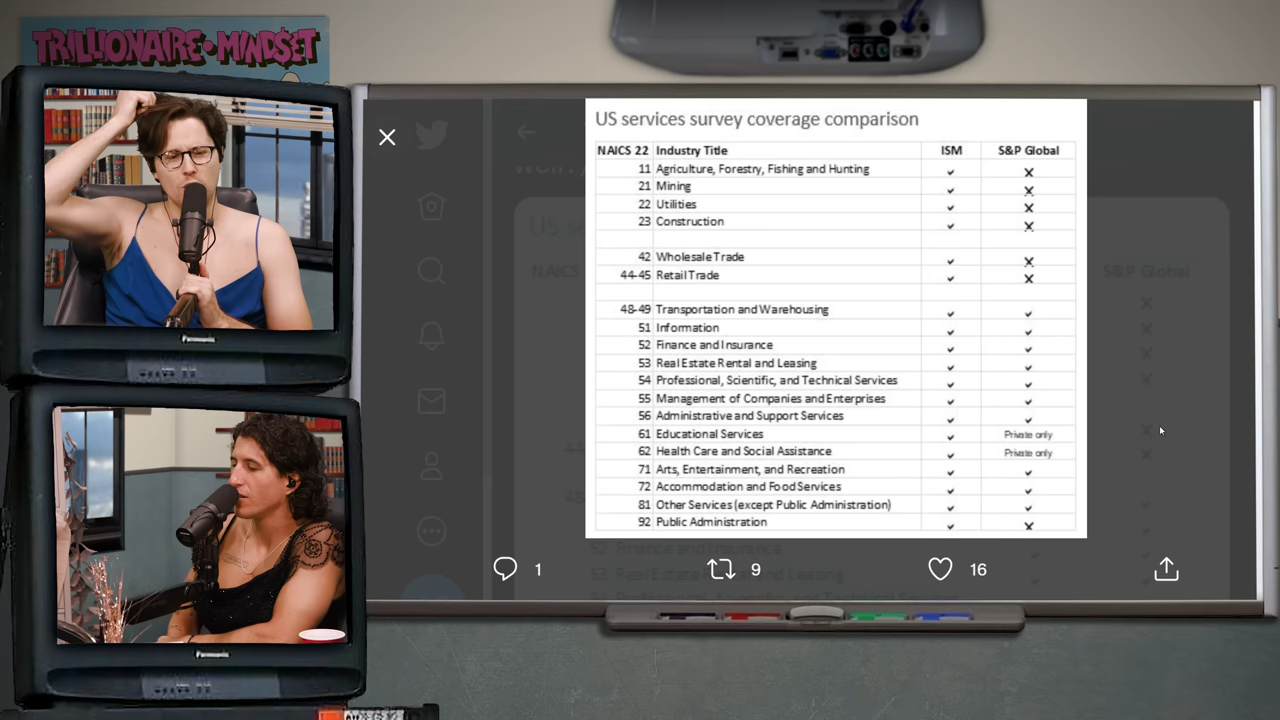 TRILLIONAIRE • MINDSET
US services survey coverage comparison
NAICS 22 Industry Title ISM S&P Global
11 Agriculture, Forestry, Fishing and Hunting ✓ X
21 Mining ✓ X
22 Utilities ✓ X
23 Construction ✓ X
42 Wholesale Trade ✓ X
44-45 Retail Trade ✓ X
48-49 Transportation and Warehousing ✓ ✓
51 Information ✓ ✓
52 Finance and Insurance ✓ ✓
53 Real Estate Rental and Leasing ✓ ✓
54 Professional, Scientific, and Technical Services ✓ ✓
55 Management of Companies and Enterprises ✓ ✓
56 Administrative and Support Services ✓ ✓
61 Educational Services ✓ Private only
62 Health Care and Social Assistance ✓ Private only
71 Arts, Entertainment, and Recreation ✓ ✓
72 Accommodation and Food Services ✓ ✓
81 Other Services (except Public Administration) ✓ ✓
92 Public Administration ✓ X
1 9 16
Panasonic
Panasonic